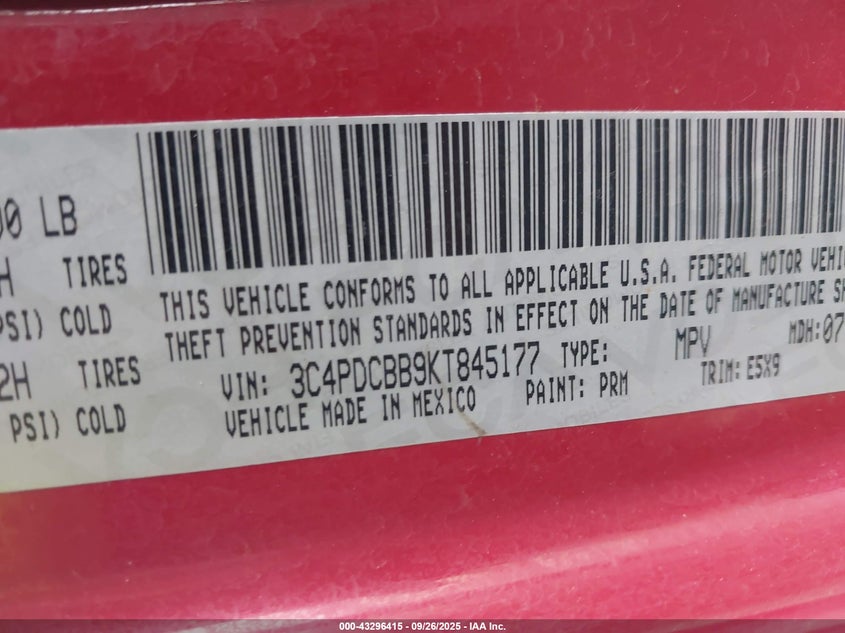 00 LB
H TIRES
PSI) COLD
2H TIRES
PSI) COLD
THIS VEHICLE CONFORMS TO ALL APPLICABLE U.S.A. FEDERAL MOTOR VEHI
THEFT PREVENTION STANDARDS IN EFFECT ON THE DATE OF MANUFACTURE SH
VIN: 3C4PDCBB9KT845177 TYPE: MPV MDH:07
VEHICLE MADE IN MEXICO PAINT: PRM TRIM: E5X9
000-43296415 - 09/26/2025 - IAA Inc.